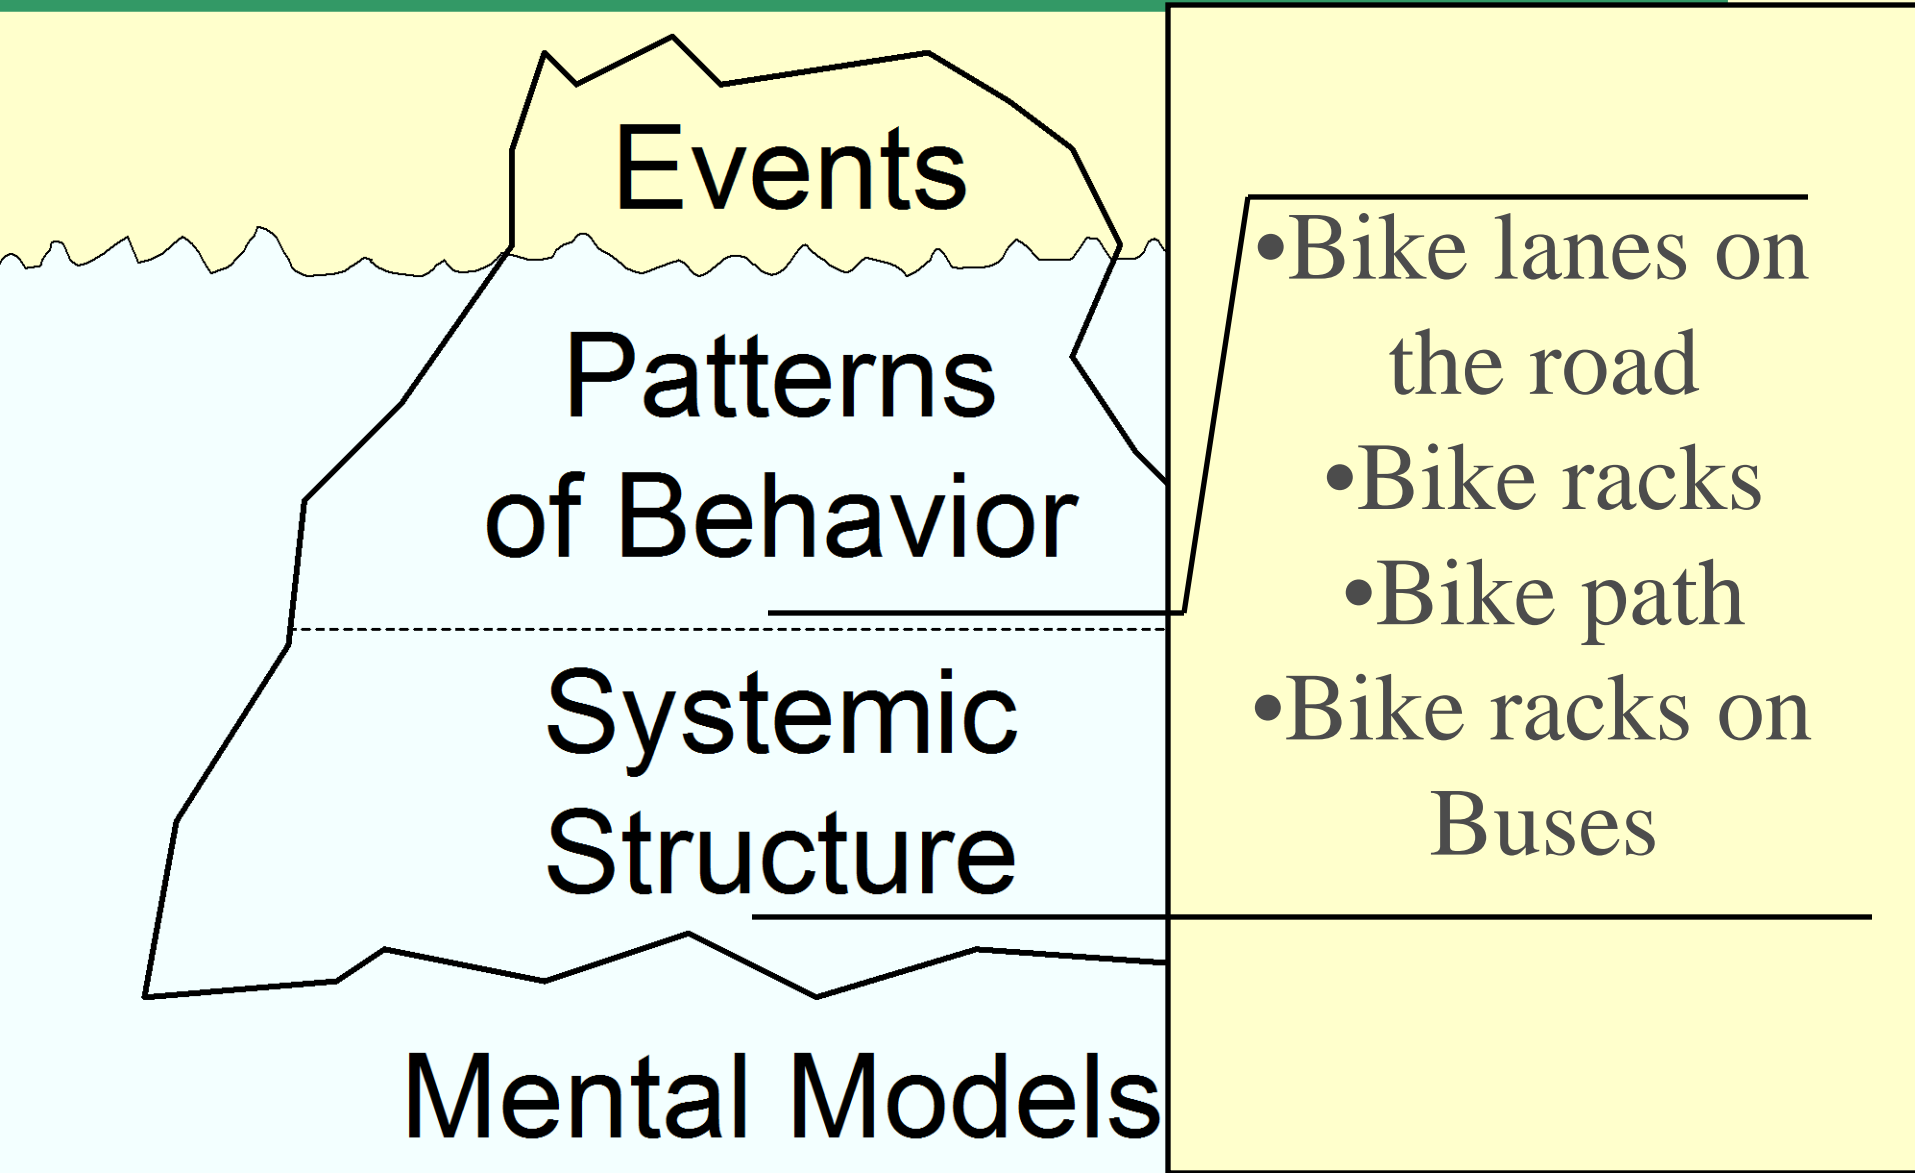 Events
Patterns
of Behavior
Systemic
Structure
Mental Models
•Bike lanes on
the road
•Bike racks
•Bike path
•Bike racks on
Buses